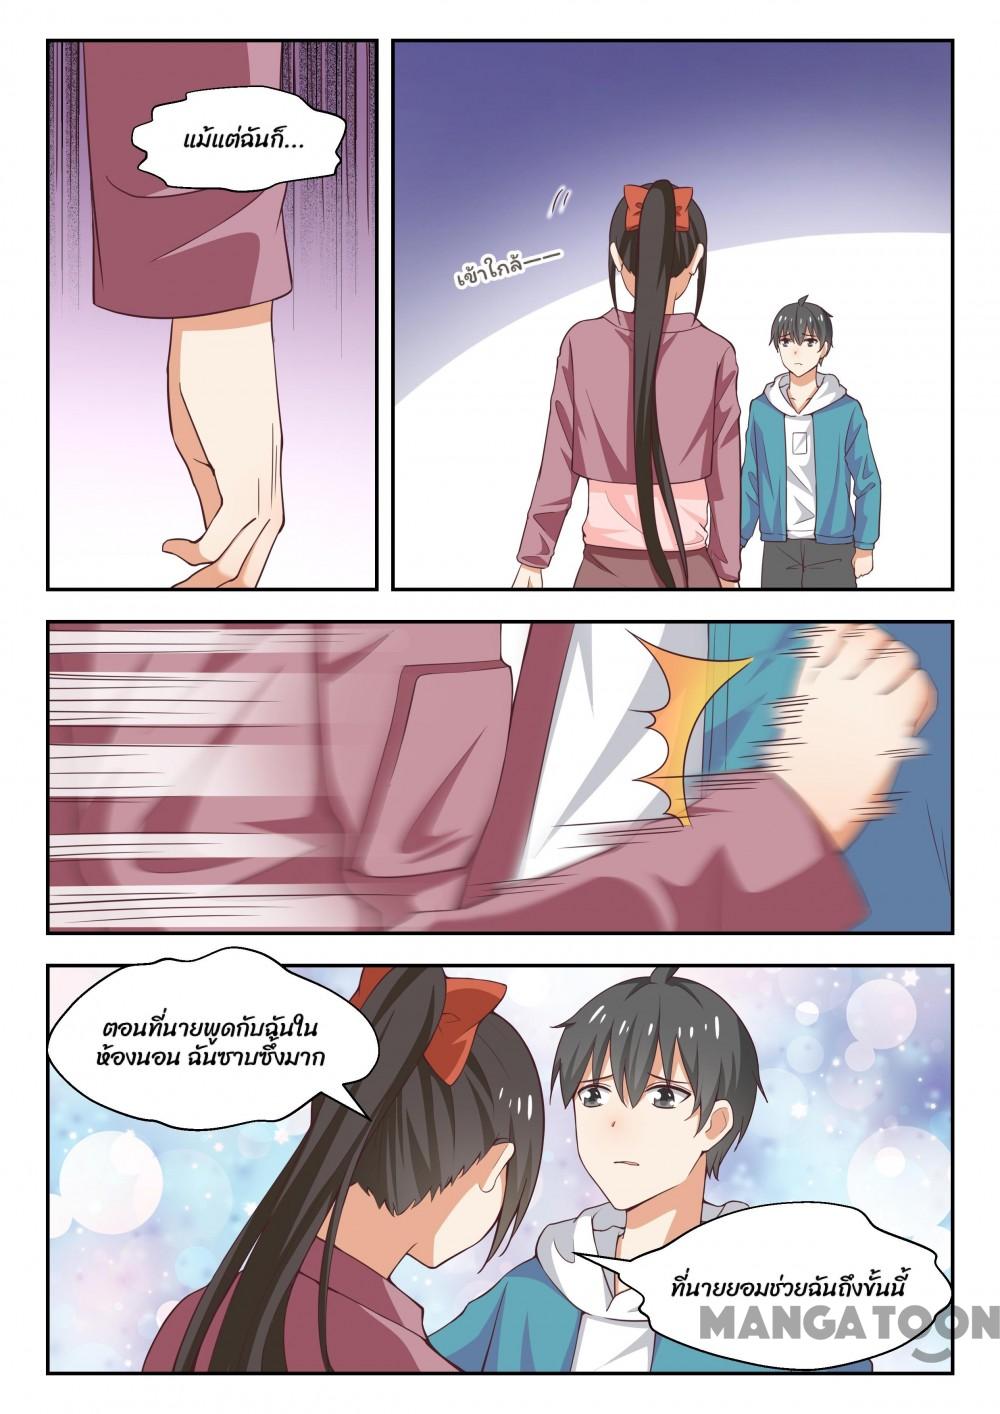 แม้แต่ฉันก็...
เข้าใกล้——
ตอนที่นายพูดกับฉันใน
ห้องนอน ฉันซาบซึ้งมาก
ที่นายยอมช่วยฉันถึงขั้นนี้
MANGATOON